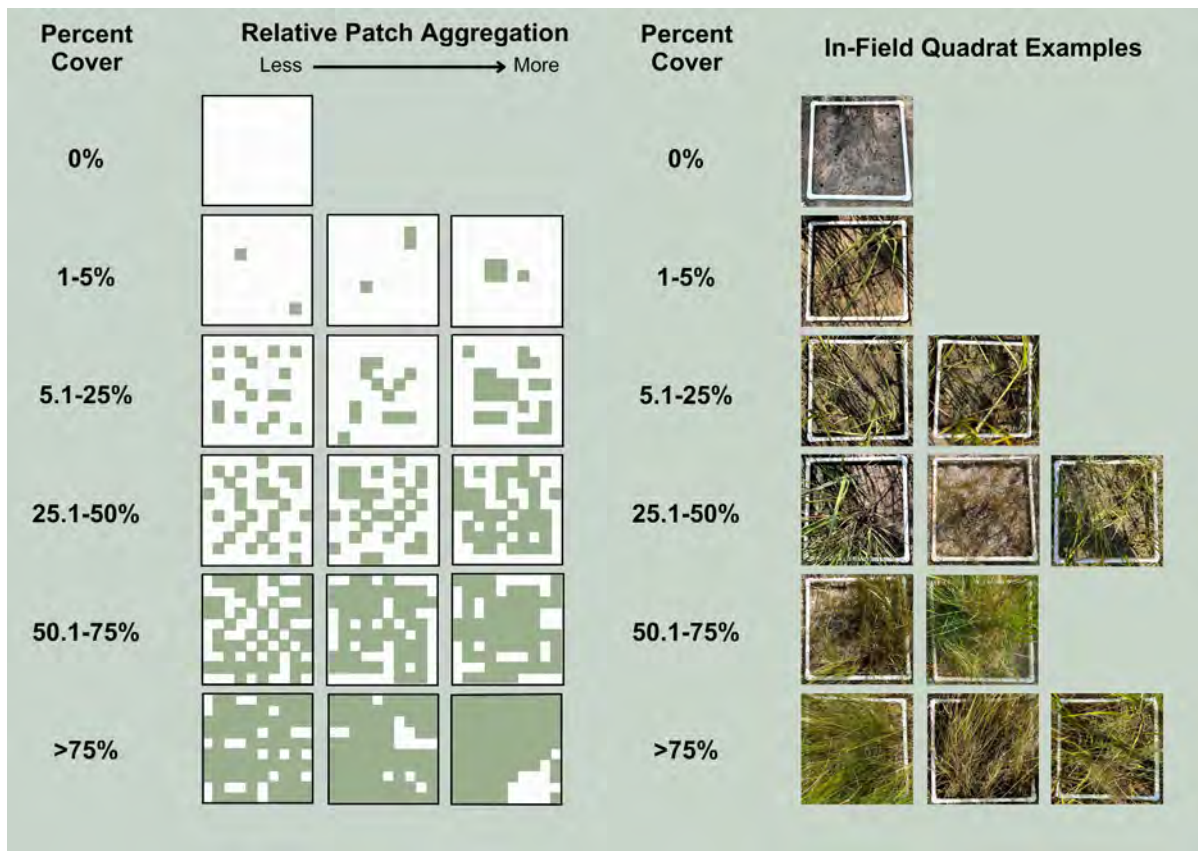 Percent
Cover
Relative Patch Aggregation
Less More
0%
1-5%
5.1-25%
25.1-50%
50.1-75%
>75%
Percent
Cover
In-Field Quadrat Examples
0%
1-5%
5.1-25%
25.1-50%
50.1-75%
>75%